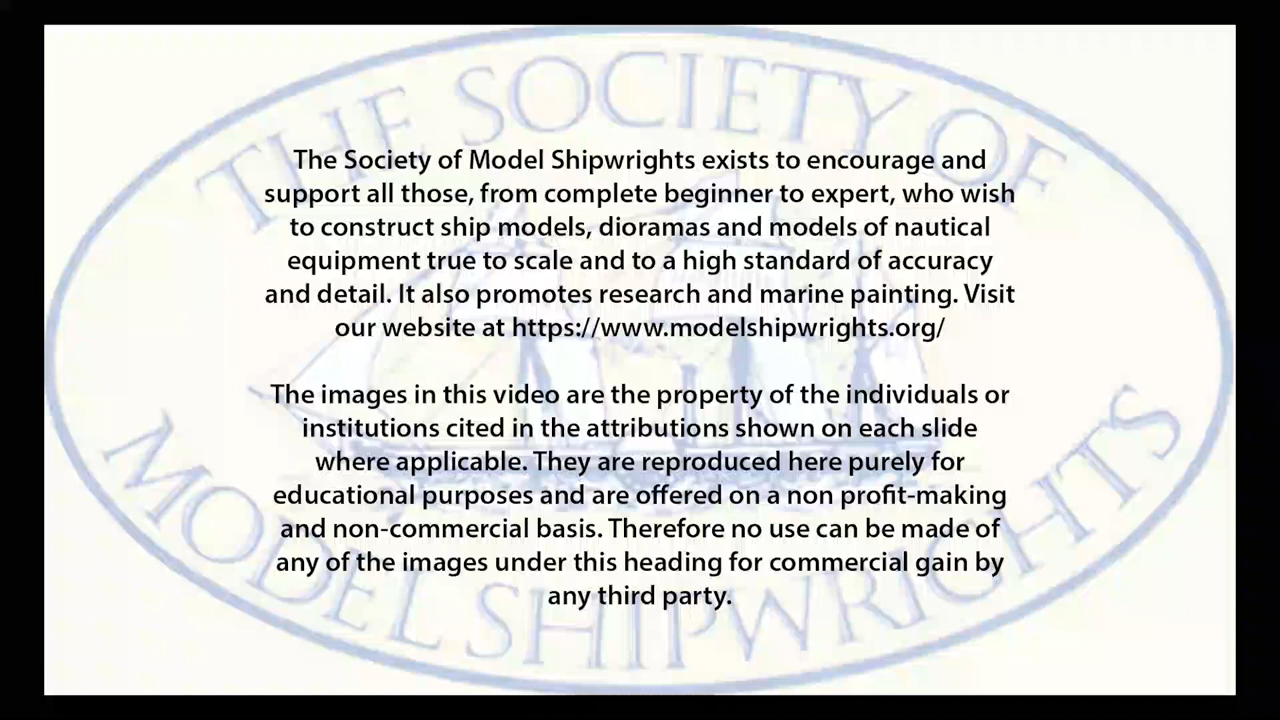 THE SOCIETY OF
The Society of Model Shipwrights exists to encourage and
support all those, from complete beginner to expert, who wish
to construct ship models, dioramas and models of nautical
equipment true to scale and to a high standard of accuracy
and detail. It also promotes research and marine painting. Visit
our website at https://www.modelshipwrights.org/
The images in this video are the property of the individuals or
institutions cited in the attributions shown on each slide
where applicable. They are reproduced here purely for
educational purposes and are offered on a non profit-making
and non-commercial basis. Therefore no use can be made of
any of the images under this heading for commercial gain by
any third party.
MODEL SHIPWRIGHTS